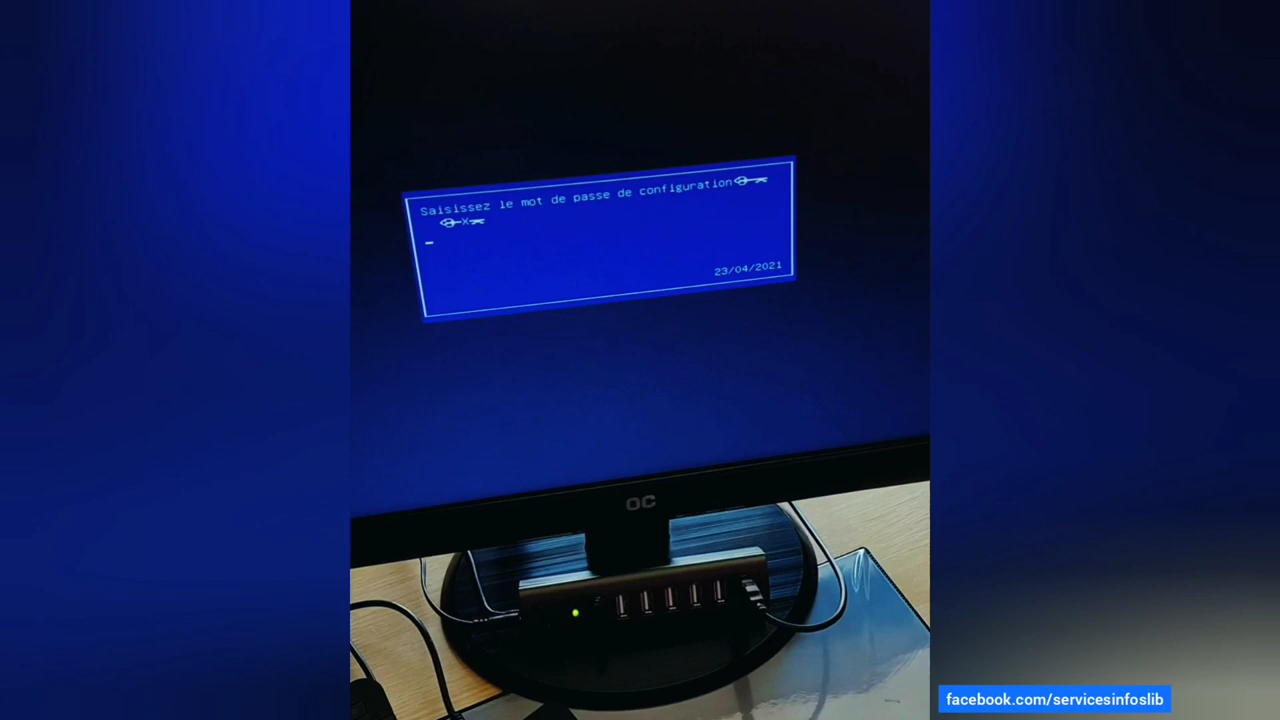 Saisissez le mot de passe de configuration
X
23/04/2021
OC
facebook.com/servicesinfoslib